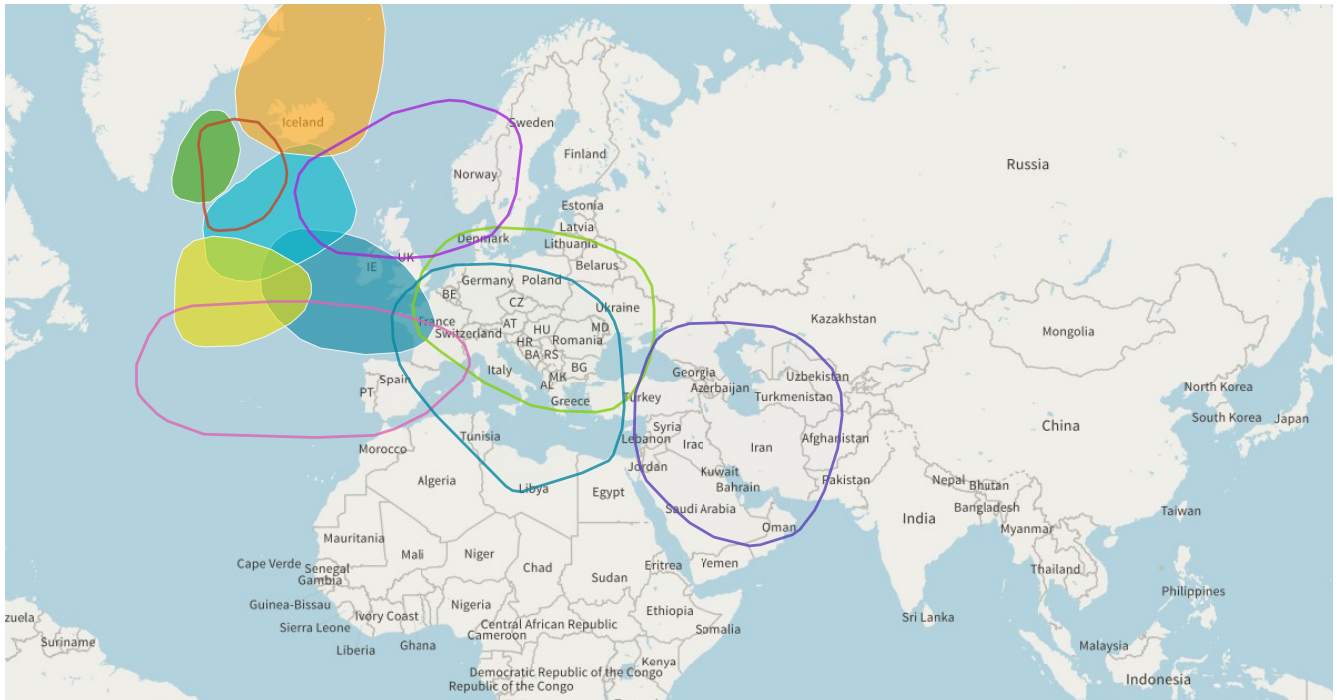 Iceland
Sweden
Finland
Russia
Norway
Estonia
Latvia
Denmark
Lithuania
UK
IE
Belarus
Germany
Poland
BE
CZ
Ukraine
France
AT
Switzerland
HU
MD
Romania
HR
BA
RS
Kazakhstan
Mongolia
Italy
BG
Spain
MK
AL
PT
Greece
Georgia
Azerbaijan
Uzbekistan
Turkmenistan
North Korea
South Korea
Japan
Turkey
China
Syria
Tunisia
Lebanon
Irac
Iran
Afghanistan
Morocco
Jordan
Kuwait
Algeria
Libya
Egypt
Bahrain
Pakistan
Nepal
Bhutan
Saudi Arabia
Bangladesh
Taiwan
India
Oman
Myanmar
Mauritania
Mali
Niger
Chad
Cape Verde
Senegal
Gambia
Sudan
Eritrea
Yemen
Thailand
Philippines
Guinea-Bissau
Ivory Coast
Nigeria
Ethiopia
Sri Lanka
zuela
Sierra Leone
Central African Republic
Somalia
Suriname
Liberia
Ghana
Cameroon
Malaysia
Kenya
Democratic Republic of the Congo
Republic of the Congo
Indonesia